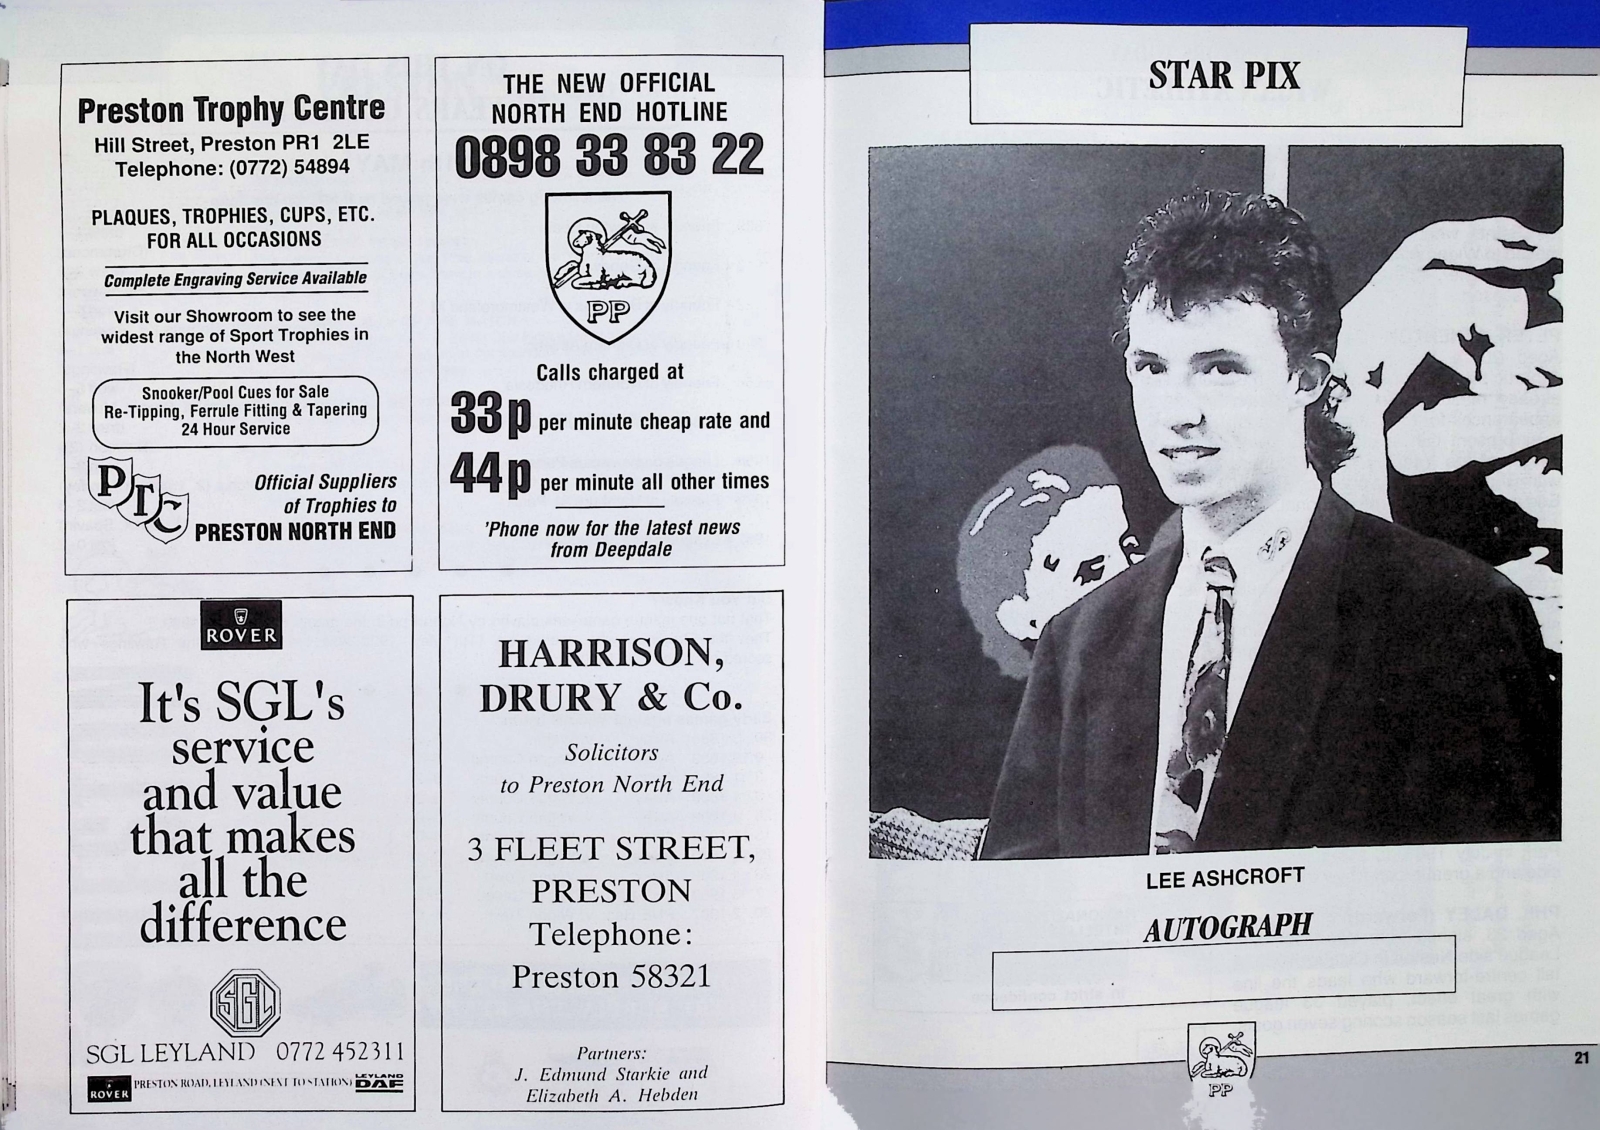 Preston Trophy Centre
Hill Street, Preston PR1 2LE
Telephone: (0772) 54894
PLAQUES, TROPHIES, CUPS, ETC.
FOR ALL OCCASIONS
Complete Engraving Service Available
Visit our Showroom to see the
widest range of Sport Trophies in
the North West
Snooker/Pool Cues for Sale
Re-Tipping, Ferrule Fitting & Tapering
24 Hour Service
PTC
Official Suppliers
of Trophies to
PRESTON NORTH END
THE NEW OFFICIAL
NORTH END HOTLINE
0898 33 83 22
PP
Calls charged at
33p per minute cheap rate and
44p per minute all other times
'Phone now for the latest news
from Deepdale
ROVER
It's SGL's
service
and value
that makes
all the
difference
SGL
SGL LEYLAND 0772 452311
ROVER
PRESTON ROAD, LEYLAND (NEXT TO STATION)
LEYLAND
DAF
HARRISON,
DRURY & Co.
Solicitors
to Preston North End
3 FLEET STREET,
PRESTON
Telephone:
Preston 58321
Partners:
J. Edmund Starkie and
Elizabeth A. Hebden
STAR PIX
LEE ASHCROFT
AUTOGRAPH
PP
21